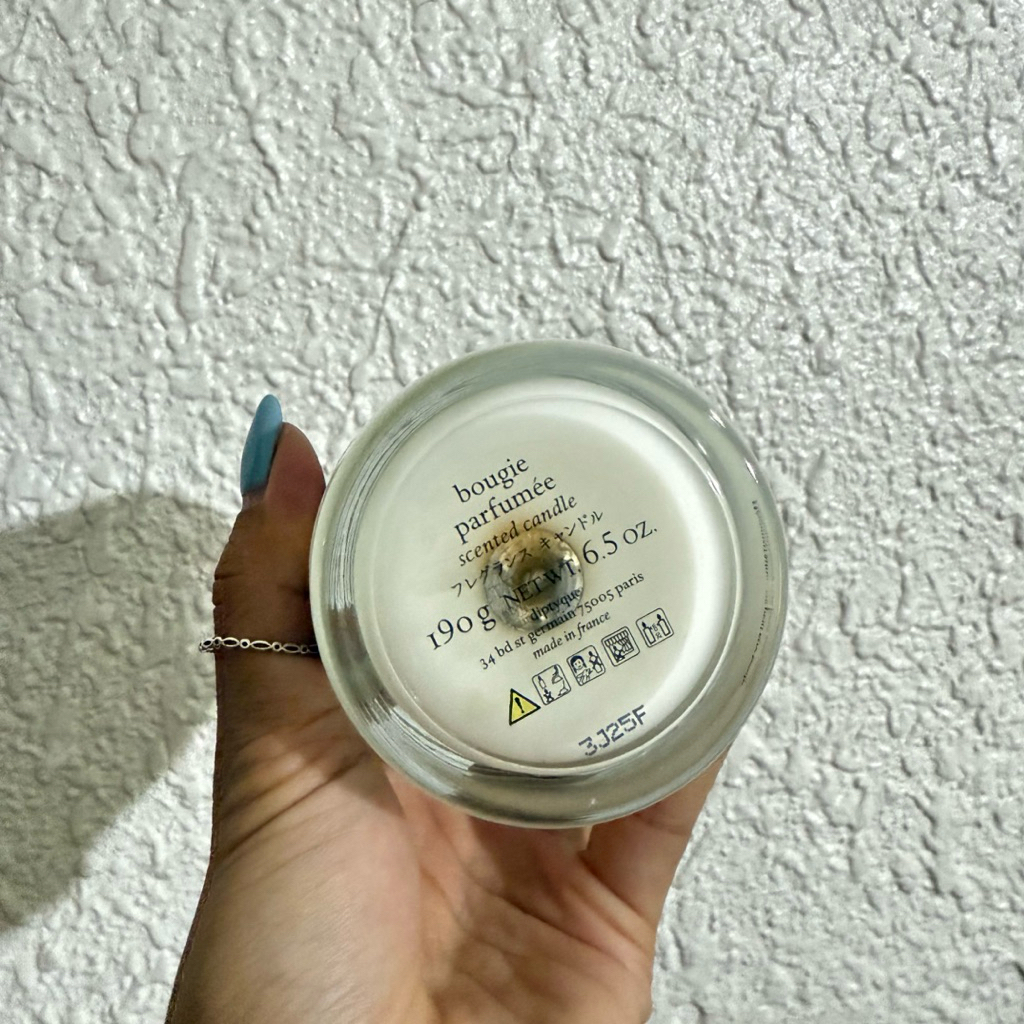 bougie
parfumée
scented candle
フレグランス キャンドル
190 g NET WT. 6.5 oz.
diptyque
34 bd st germain 75005 paris
made in france
3J25F